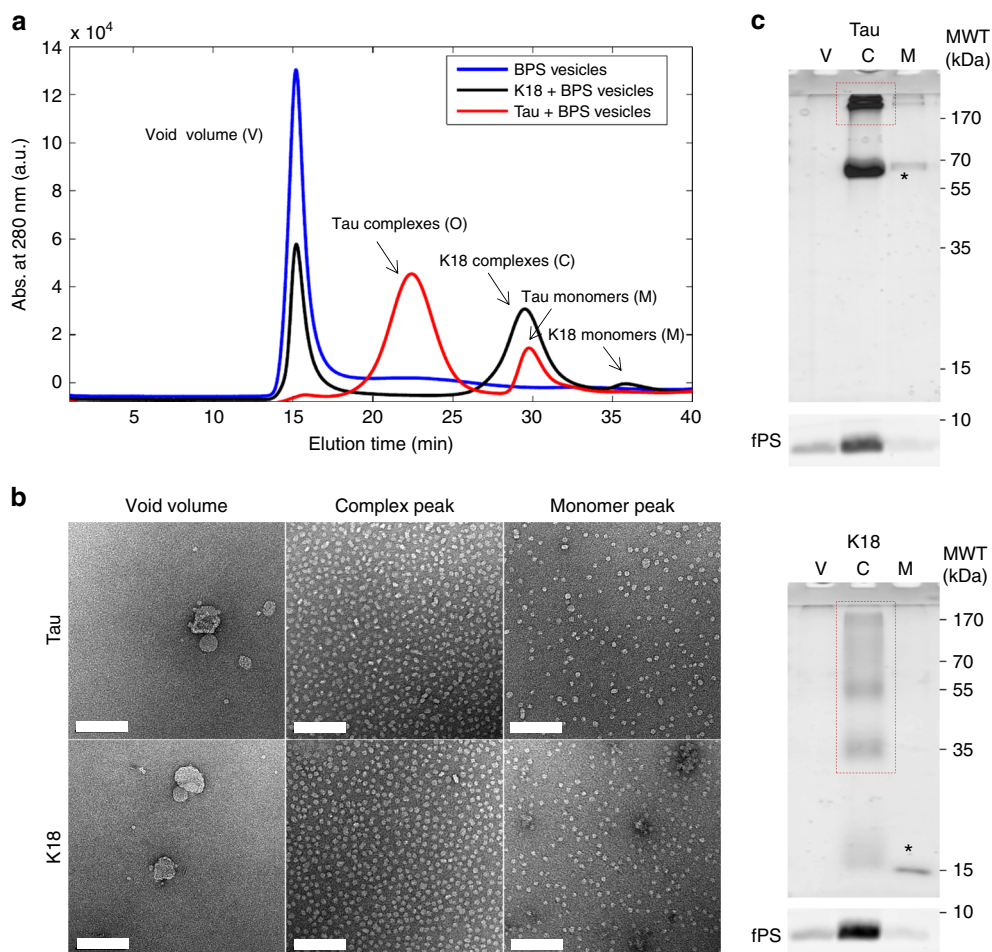 a
x 10⁴
14
12
10
8
6
4
2
0
Abs. at 280 nm (a.u.)
5 10 15 20 25 30 35 40
Elution time (min)
BPS vesicles
K18 + BPS vesicles
Tau + BPS vesicles
Void volume (V)
Tau complexes (O)
K18 complexes (C)
Tau monomers (M)
K18 monomers (M)
b
Void volume Complex peak Monomer peak
Tau
K18
c
Tau
V C M
MWT
(kDa)
170
70
*
55
35
15
10
fPS
K18
V C M
MWT
(kDa)
170
70
55
35
*
15
10
fPS